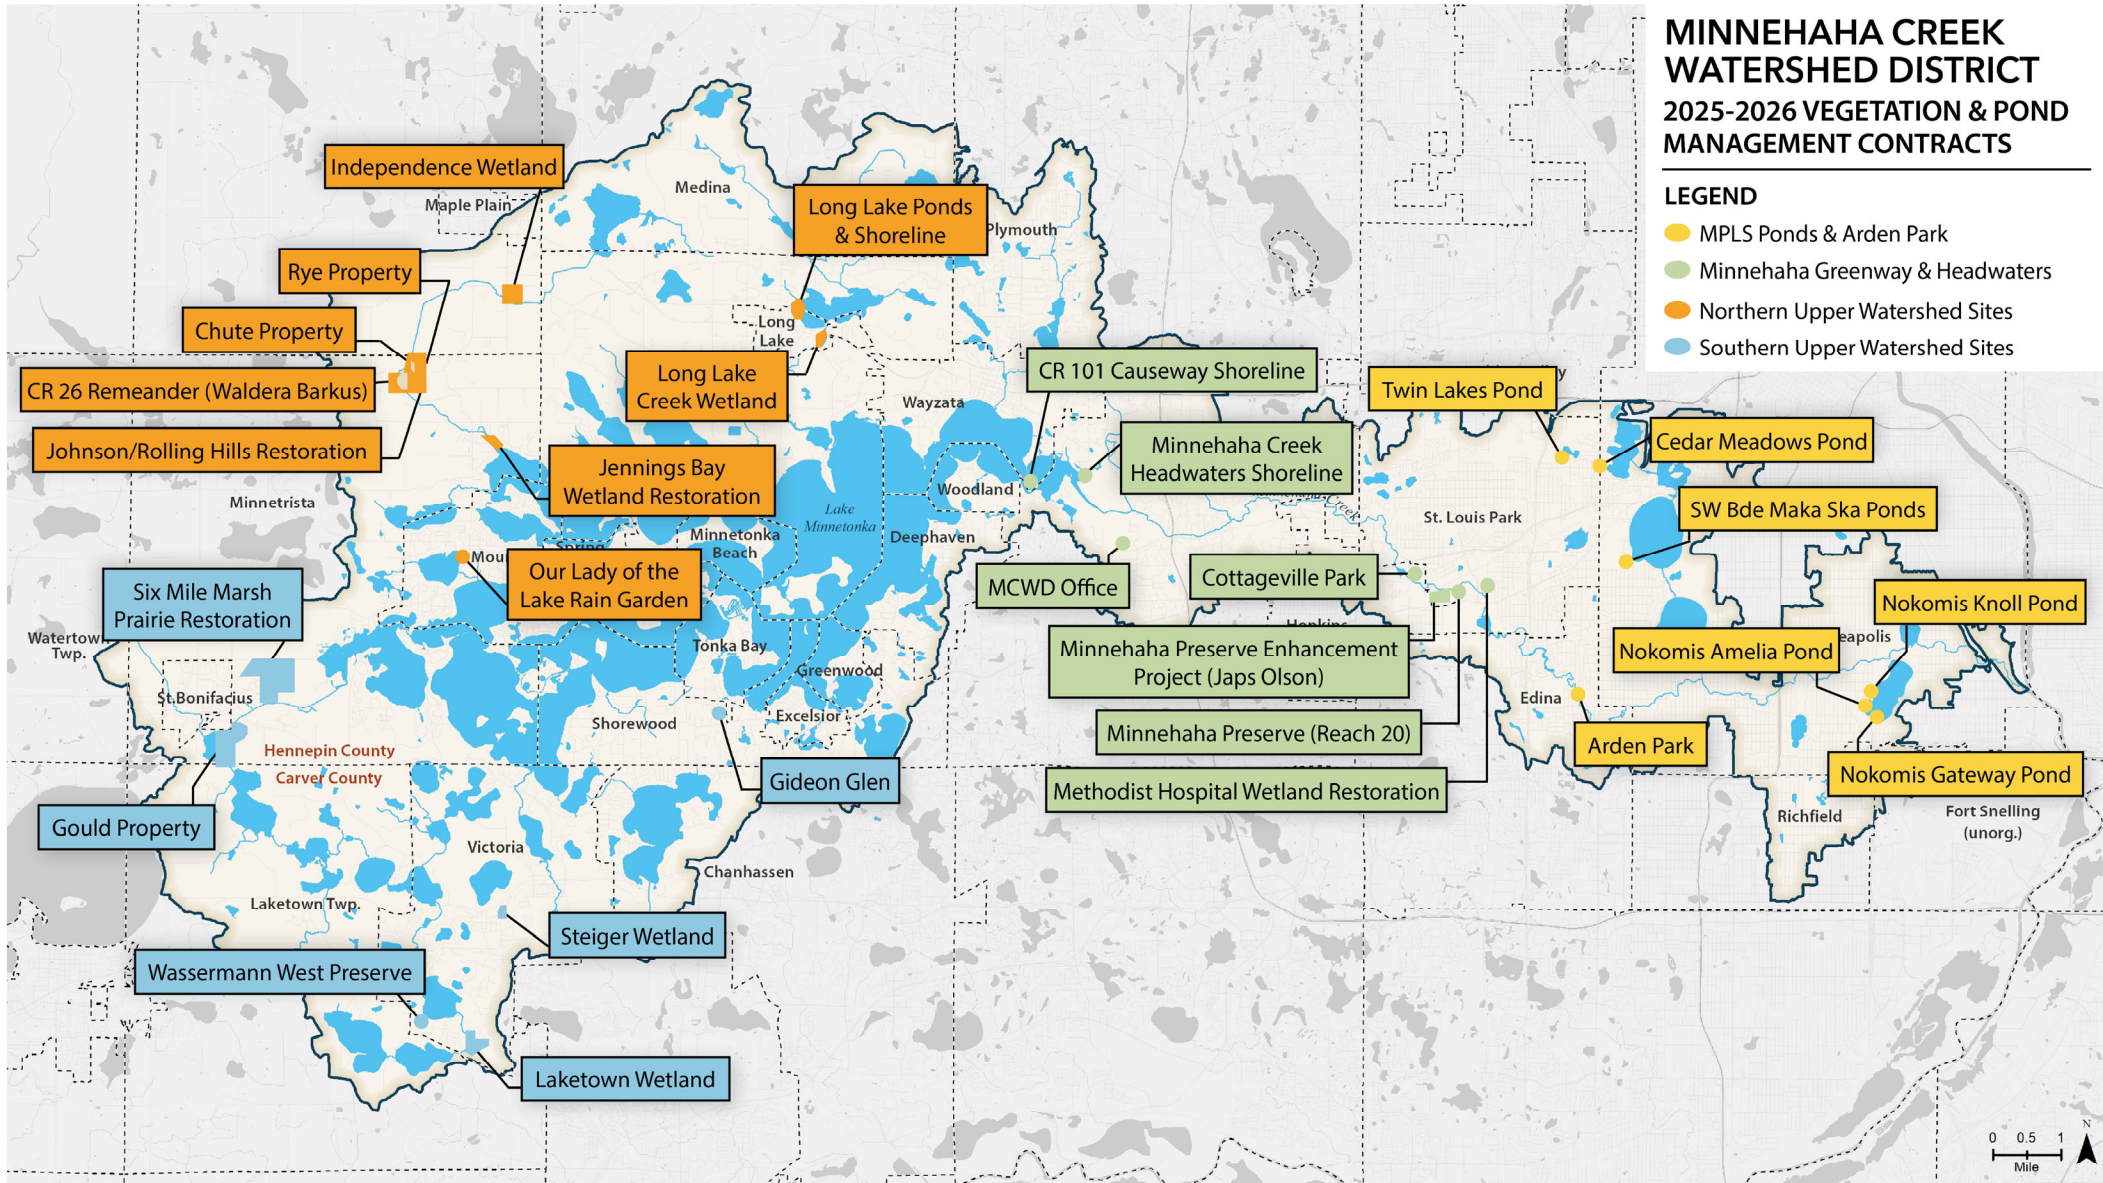 MINNEHAHA CREEK
WATERSHED DISTRICT
2025-2026 VEGETATION & POND
MANAGEMENT CONTRACTS
LEGEND
MPLS Ponds & Arden Park
Minnehaha Greenway & Headwaters
Northern Upper Watershed Sites
Southern Upper Watershed Sites
Independence Wetland
Medina
Maple Plain
Long Lake Ponds
& Shoreline
Plymouth
Rye Property
Chute Property
Long
Lake
CR 26 Remeander (Waldera Barkus)
Long Lake
Creek Wetland
CR 101 Causeway Shoreline
Twin Lakes Pond
Wayzata
Johnson/Rolling Hills Restoration
Minnehaha Creek
Headwaters Shoreline
Cedar Meadows Pond
Jennings Bay
Wetland Restoration
Woodland
Minnetrista
Lake
Minnetonka
Creek
St. Louis Park
SW Bde Maka Ska Ponds
Minnetonka
Beach
Deephaven
Spring
Mou
Our Lady of the
Lake Rain Garden
MCWD Office
Cottageville Park
Six Mile Marsh
Prairie Restoration
Nokomis Knoll Pond
Hopkins
Watertown
Twp.
Tonka Bay
Greenwood
Minnehaha Preserve Enhancement
Project (Japs Olson)
Nokomis Amelia Pond
eapolis
St.Bonifacius
Shorewood
Excelsior
Edina
Minnehaha Preserve (Reach 20)
Arden Park
Hennepin County
Carver County
Gideon Glen
Methodist Hospital Wetland Restoration
Nokomis Gateway Pond
Gould Property
Richfield
Fort Snelling
(unorg.)
Victoria
Chanhassen
Laketown Twp.
Steiger Wetland
Wassermann West Preserve
Laketown Wetland
0 0.5 1
Mile
N